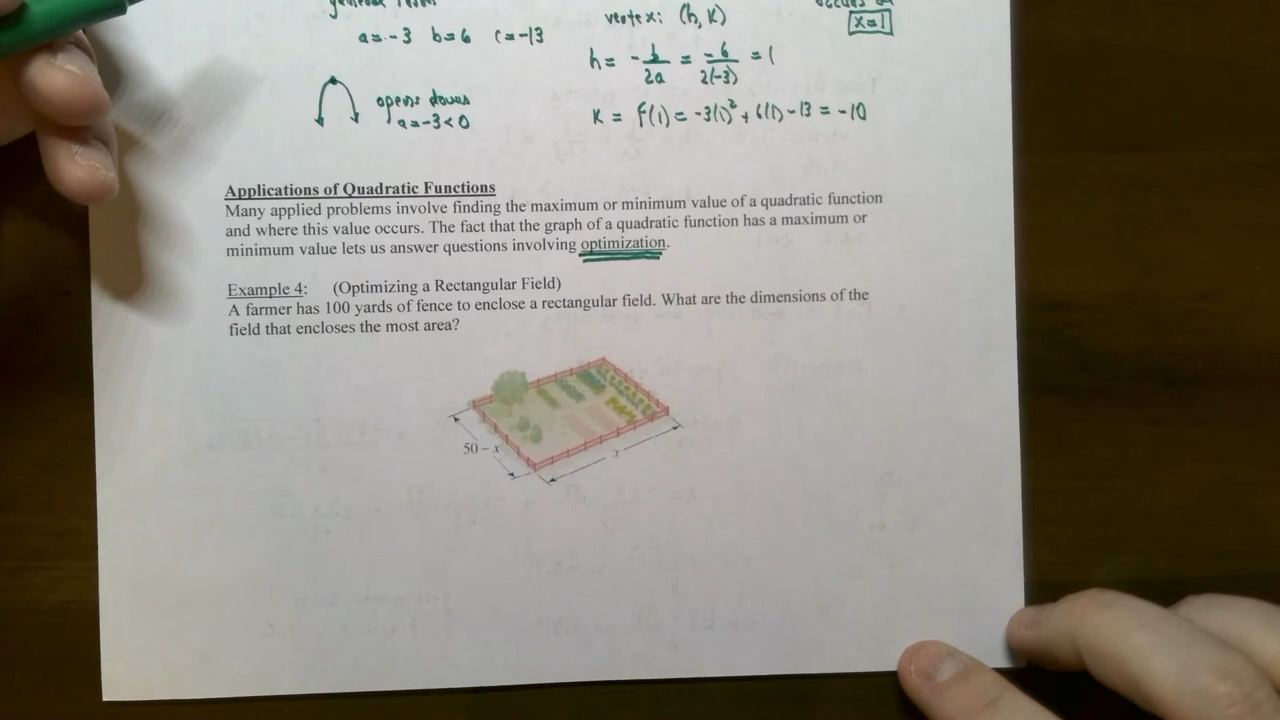 vertex: (h, k)
x=1
a=-3 b=6 c=-13
h = -b/2a = -6/2(-3) = 1
opens down
a=-3<0
K = f(1) = -3(1)² + 6(1) - 13 = -10
Applications of Quadratic Functions
Many applied problems involve finding the maximum or minimum value of a quadratic function
and where this value occurs. The fact that the graph of a quadratic function has a maximum or
minimum value lets us answer questions involving optimization.
Example 4: (Optimizing a Rectangular Field)
A farmer has 100 yards of fence to enclose a rectangular field. What are the dimensions of the
field that encloses the most area?
50 – x
x